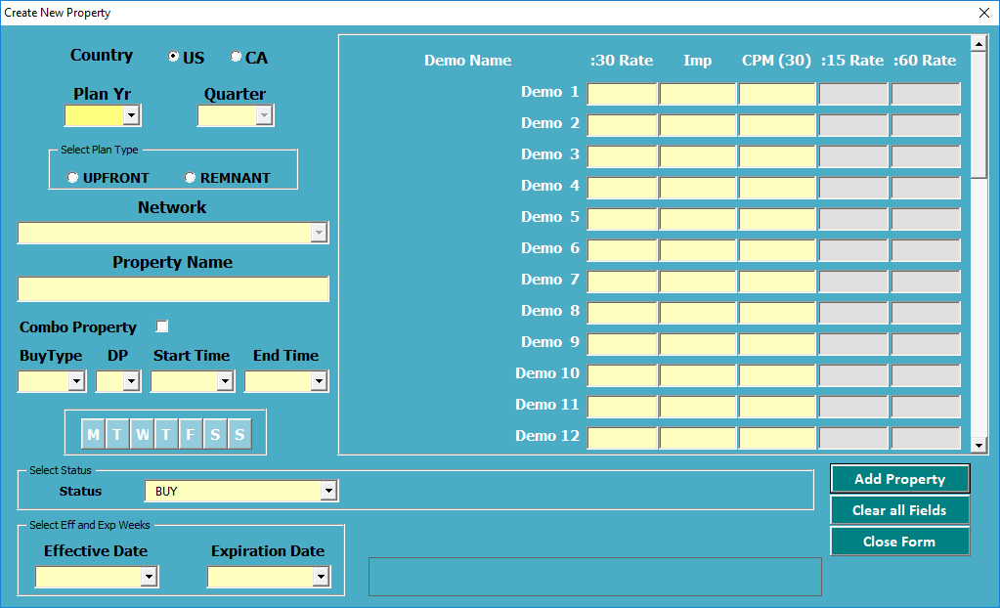 Create New Property
Country US CA
Plan Yr Quarter
Select Plan Type
UPFRONT REMNANT
Network
Property Name
Combo Property
BuyType DP Start Time End Time
M T W T F S S
Demo Name :30 Rate Imp CPM (30) :15 Rate :60 Rate
Demo 1
Demo 2
Demo 3
Demo 4
Demo 5
Demo 6
Demo 7
Demo 8
Demo 9
Demo 10
Demo 11
Demo 12
Select Status
Status BUY
Select Eff and Exp Weeks
Effective Date Expiration Date
Add Property
Clear all Fields
Close Form